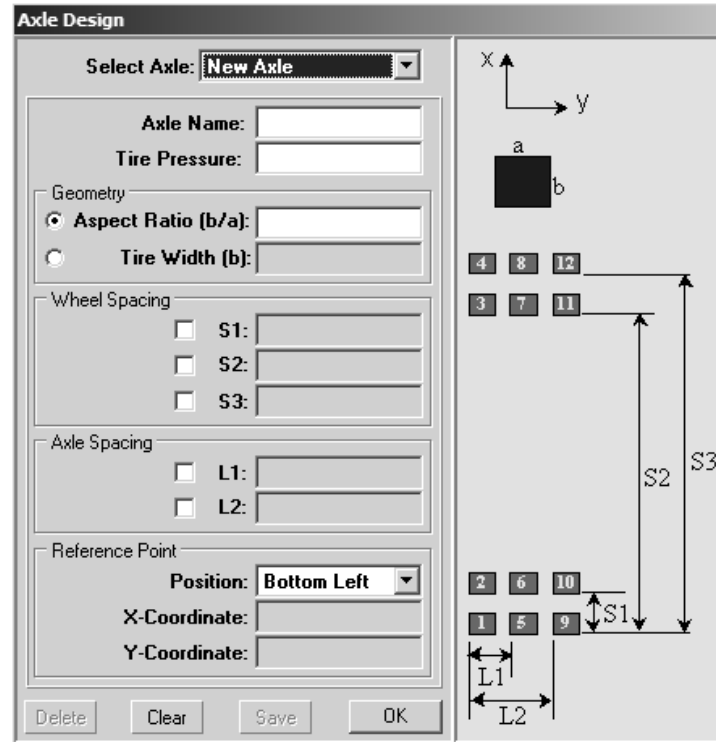 Axle Design
Select Axle: New Axle
Axle Name:
Tire Pressure:
Geometry
Aspect Ratio (b/a):
Tire Width (b):
Wheel Spacing
S1:
S2:
S3:
Axle Spacing
L1:
L2:
Reference Point
Position: Bottom Left
X-Coordinate:
Y-Coordinate:
Delete Clear Save OK
x
y
a
b
4 8 12
3 7 11
S3
S2
2 6 10
S1
1 5 9
L1
L2